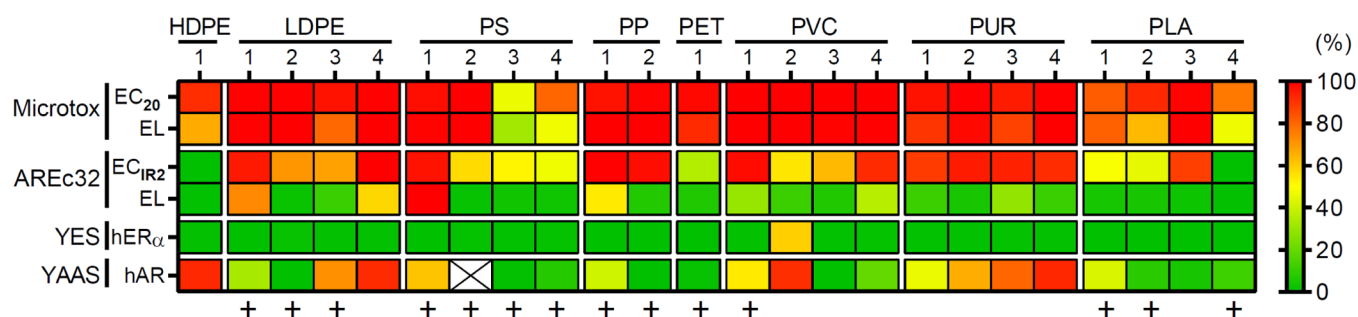 HDPE LDPE PS PP PET PVC PUR PLA
1 1 2 3 4 1 2 3 4 1 2 1 1 2 3 4 1 2 3 4 1 2 3 4 (%)
Microtox EC20 100
EL 80
AREc32 ECIR2 60
EL 40
YES hERα 20
YAAS hAR 0
+ + + + + + + + + + + + +